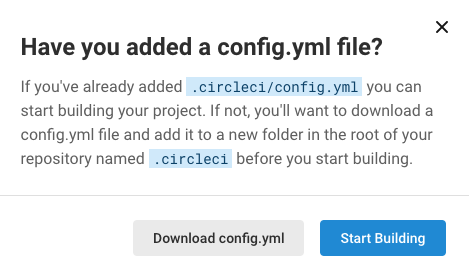 Have you added a config.yml file?
If you've already added .circleci/config.yml you can
start building your project. If not, you'll want to download a
config.yml file and add it to a new folder in the root of your
repository named .circleci before you start building.
Download config.yml
Start Building